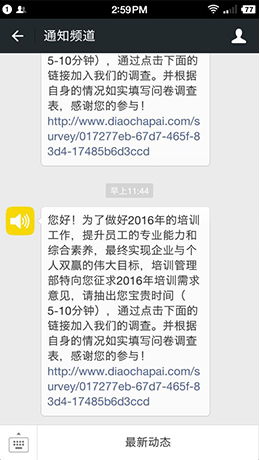 1 2:59 PM 77
通知频道
5-10分钟），通过点击下面的
链接加入我们的调查。并根据
自身的情况如实填写问卷调查
表，感谢您的参与！
http://www.diaochapai.com/s
urvey/017277eb-67d7-465f-8
3d4-17485b6d3ccd
早上11:44
您好！为了做好2016年的培训
工作，提升员工的专业能力和
综合素养，最终实现企业与个
人双赢的伟大目标，培训管理
部特向您征求2016年培训需求
意见，请抽出您宝贵时间（
5-10分钟），通过点击下面的
链接加入我们的调查。并根据
自身的情况如实填写问卷调查
表，感谢您的参与！
http://www.diaochapai.com/s
urvey/017277eb-67d7-465f-8
3d4-17485b6d3ccd
最新动态